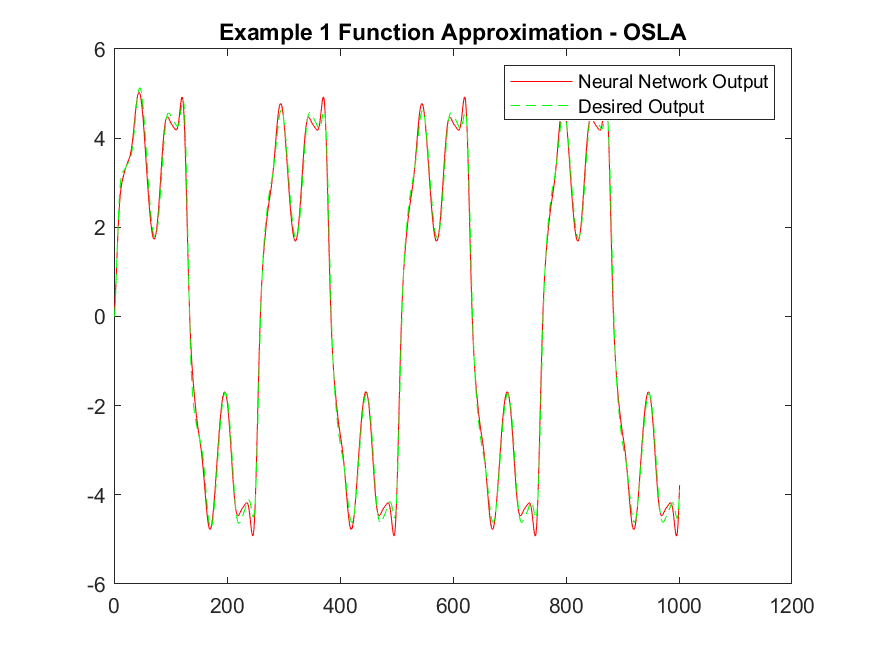 Example 1 Function Approximation - OSLA
6
Neural Network Output
Desired Output
4
2
0
-2
-4
-6
0 200 400 600 800 1000 1200